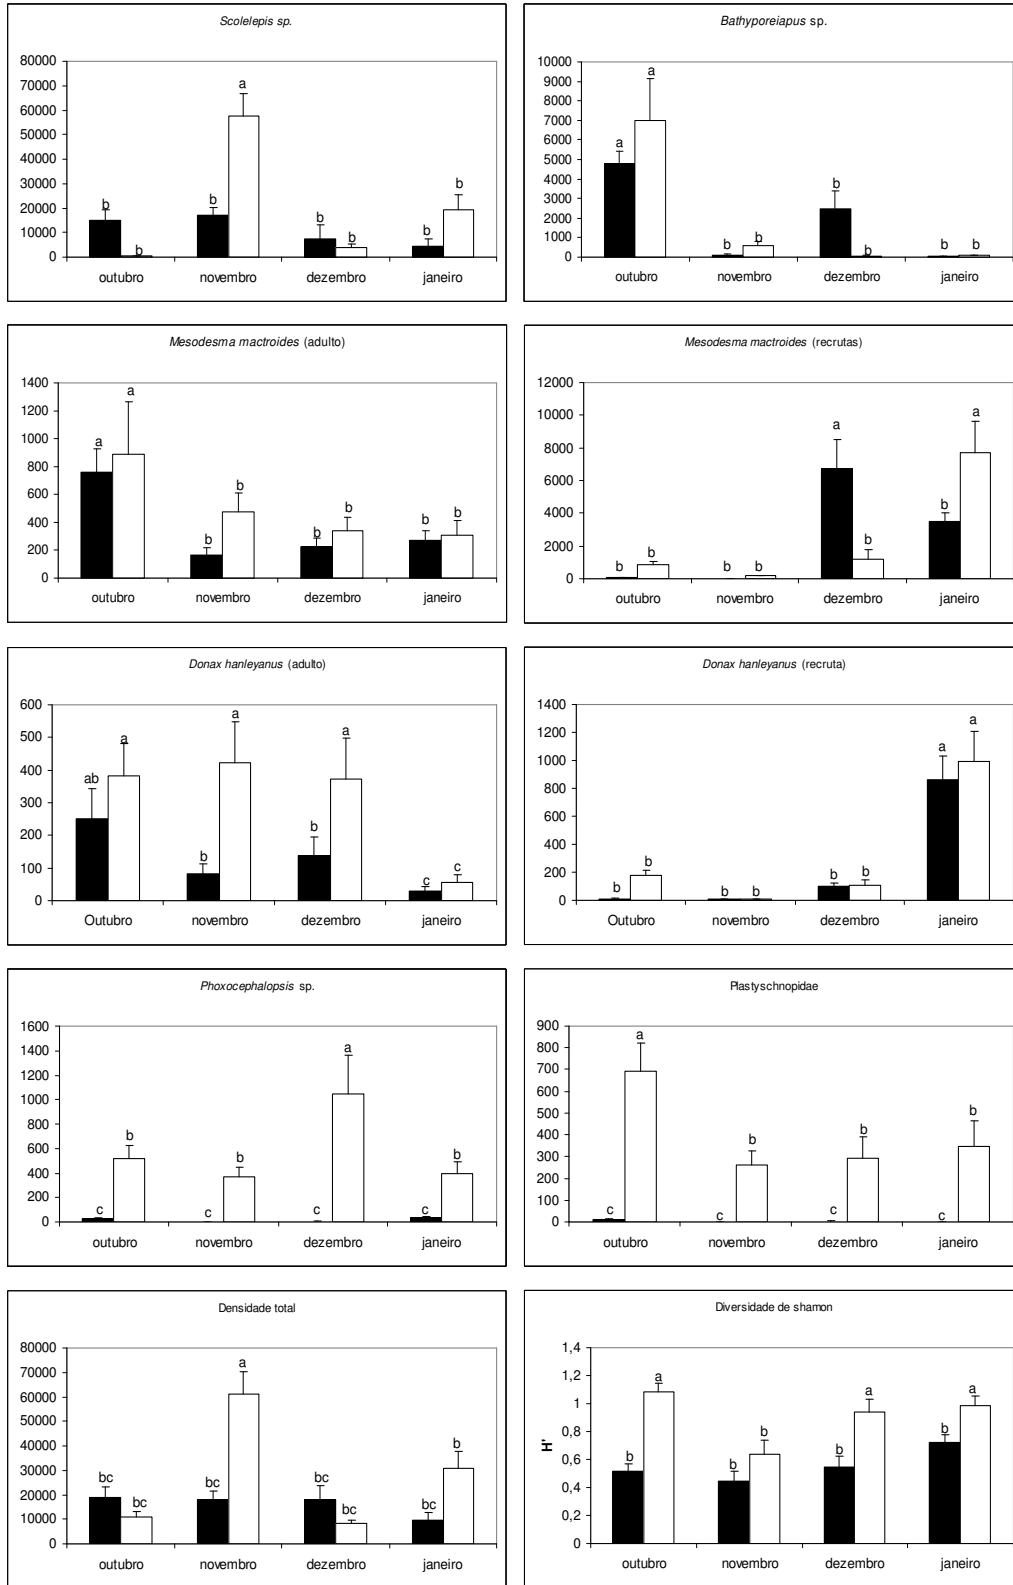 Scolelepis sp.
80000
70000
60000
50000
40000
30000
20000
10000
0
b
b
b
a
b
b
b
b
outubro novembro dezembro janeiro
Bathyporeiapus sp.
10000
9000
8000
7000
6000
5000
4000
3000
2000
1000
0
a
a
b
b
b
b
b
b
outubro novembro dezembro janeiro
Mesodesma mactroides (adulto)
1400
1200
1000
800
600
400
200
0
a
a
b
b
b
b
b
b
outubro novembro dezembro janeiro
Mesodesma mactroides (recrutas)
12000
10000
8000
6000
4000
2000
0
b
b
b
b
a
b
b
a
outubro novembro dezembro janeiro
Donax hanleyanus (adulto)
600
500
400
300
200
100
0
ab
a
b
a
b
a
c
c
Outubro novembro dezembro janeiro
Donax hanleyanus (recruta)
1400
1200
1000
800
600
400
200
0
b
b
b
b
b
b
a
a
Outubro novembro dezembro janeiro
Phoxocephalopsis sp.
1600
1400
1200
1000
800
600
400
200
0
c
b
c
b
c
a
c
b
outubro novembro dezembro janeiro
Plastyschnopidae
900
800
700
600
500
400
300
200
100
0
c
a
c
b
c
b
c
b
outubro novembro dezembro janeiro
Densidade total
80000
70000
60000
50000
40000
30000
20000
10000
0
bc
bc
bc
a
bc
bc
bc
b
outubro novembro dezembro janeiro
Diversidade de shamon
H'
1,4
1,2
1
0,8
0,6
0,4
0,2
0
b
a
b
b
b
a
b
a
outubro novembro dezembro janeiro